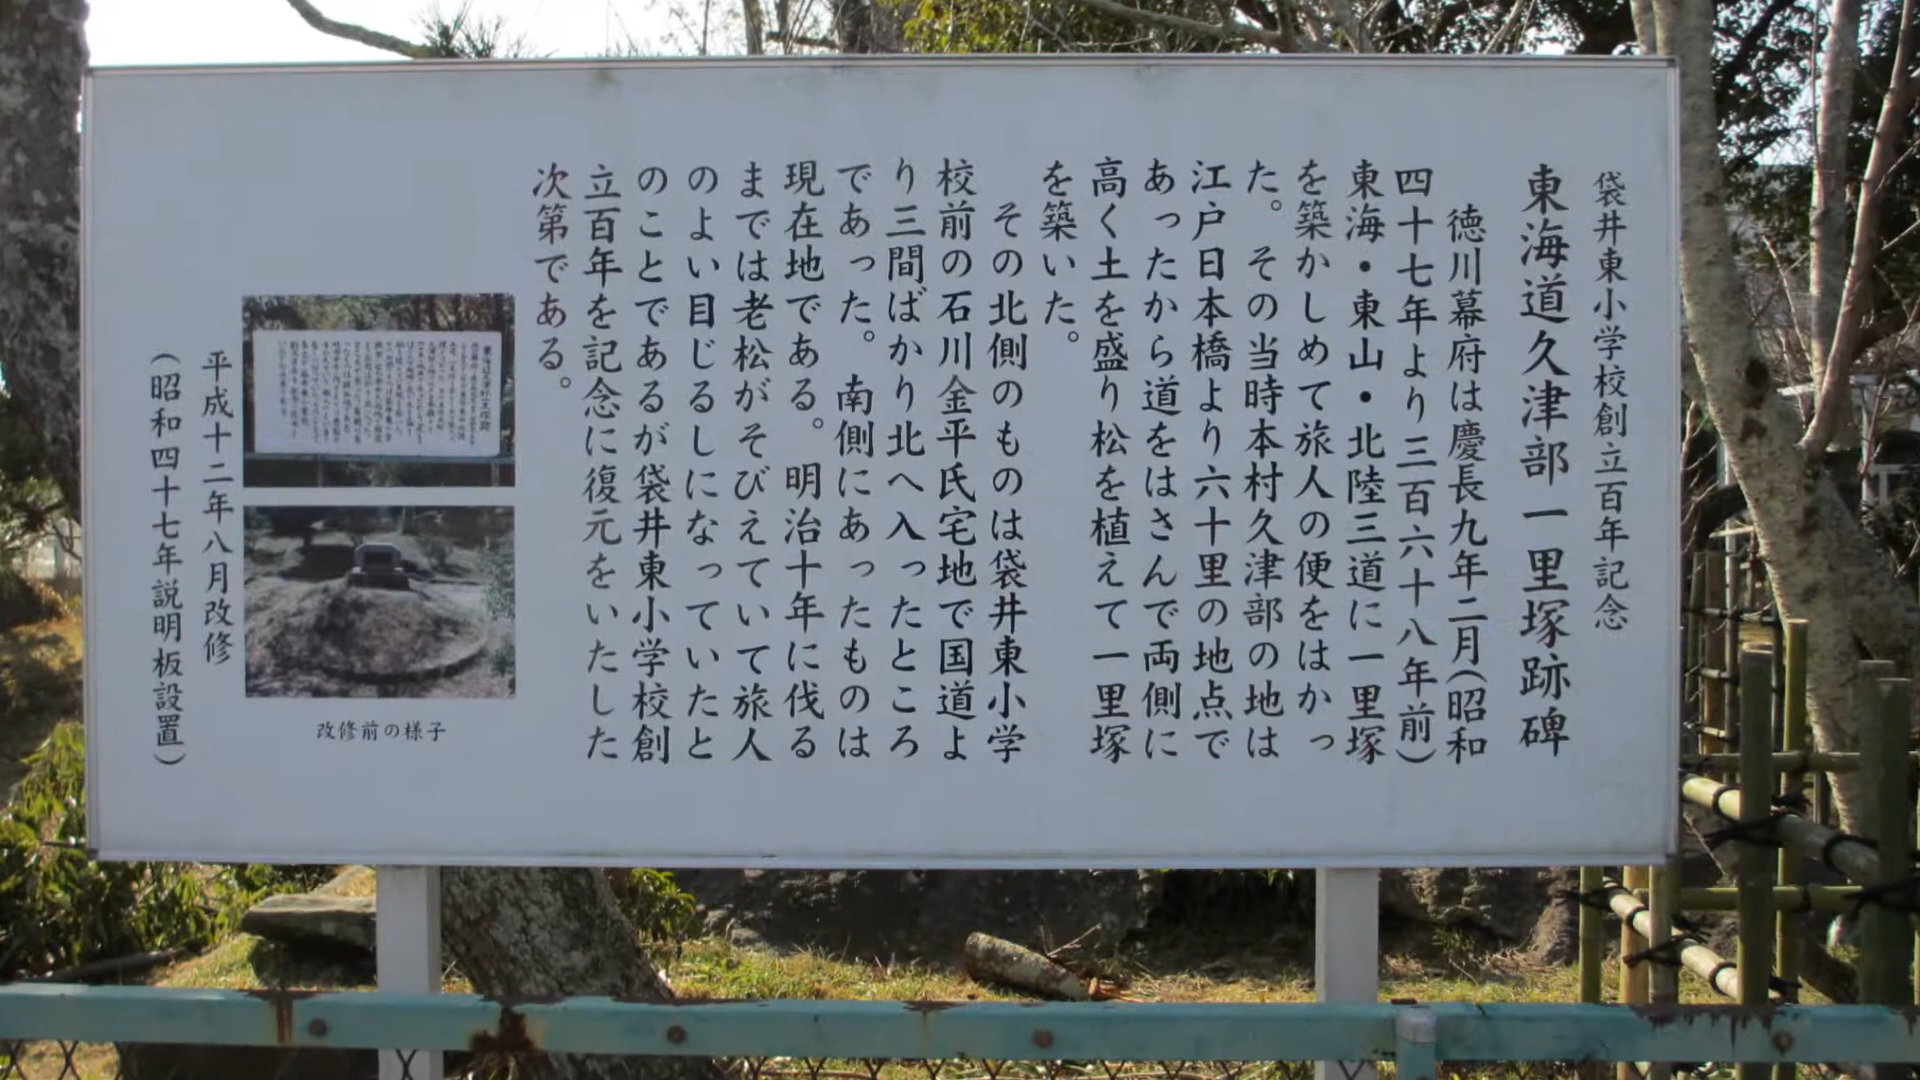 袋井東小学校創立百年記念
東海道久津部一里塚跡碑
徳川幕府は慶長九年二月(昭和
四十七年より三百六十八年前)
東海・東山・北陸三道に一里塚
を築かしめて旅人の便をはかっ
た。その当時本村久津部の地は
江戸日本橋より六十里の地点で
あったから道をはさんで両側に
高く土を盛り松を植えて一里塚
を築いた。
その北側のものは袋井東小学
校前の石川金平氏宅地で国道よ
り三間ばかり北へ入ったところ
であった。南側にあったものは
現在地である。明治十年に伐る
までは老松がそびえていて旅人
のよい目じるしになっていたと
のことであるが袋井東小学校創
立百年を記念に復元をいたした
次第である。
改修前の様子
平成十二年八月改修
(昭和四十七年説明板設置)